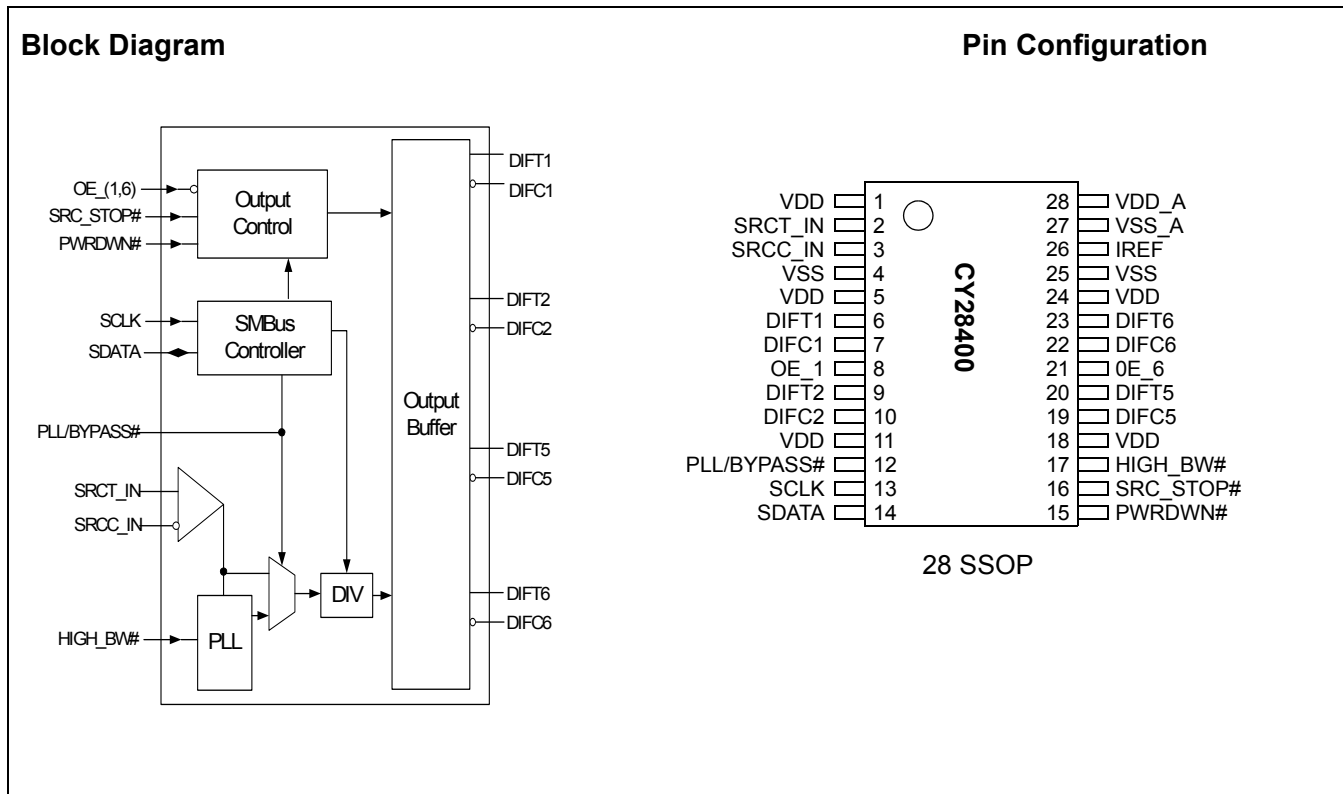 Block Diagram
Pin Configuration
OE_(1,6)
SRC_STOP#
PWRDWN#
Output
Control
SCLK
SDATA
SMBus
Controller
PLL/BYPASS#
SRCT_IN
SRCC_IN
HIGH_BW#
PLL
DIV
Output
Buffer
DIFT1
DIFC1
DIFT2
DIFC2
DIFT5
DIFC5
DIFT6
DIFC6
VDD 1
SRCT_IN 2
SRCC_IN 3
VSS 4
VDD 5
DIFT1 6
DIFC1 7
OE_1 8
DIFT2 9
DIFC2 10
VDD 11
PLL/BYPASS# 12
SCLK 13
SDATA 14
CY28400
28 VDD_A
27 VSS_A
26 IREF
25 VSS
24 VDD
23 DIFT6
22 DIFC6
21 0E_6
20 DIFT5
19 DIFC5
18 VDD
17 HIGH_BW#
16 SRC_STOP#
15 PWRDWN#
28 SSOP